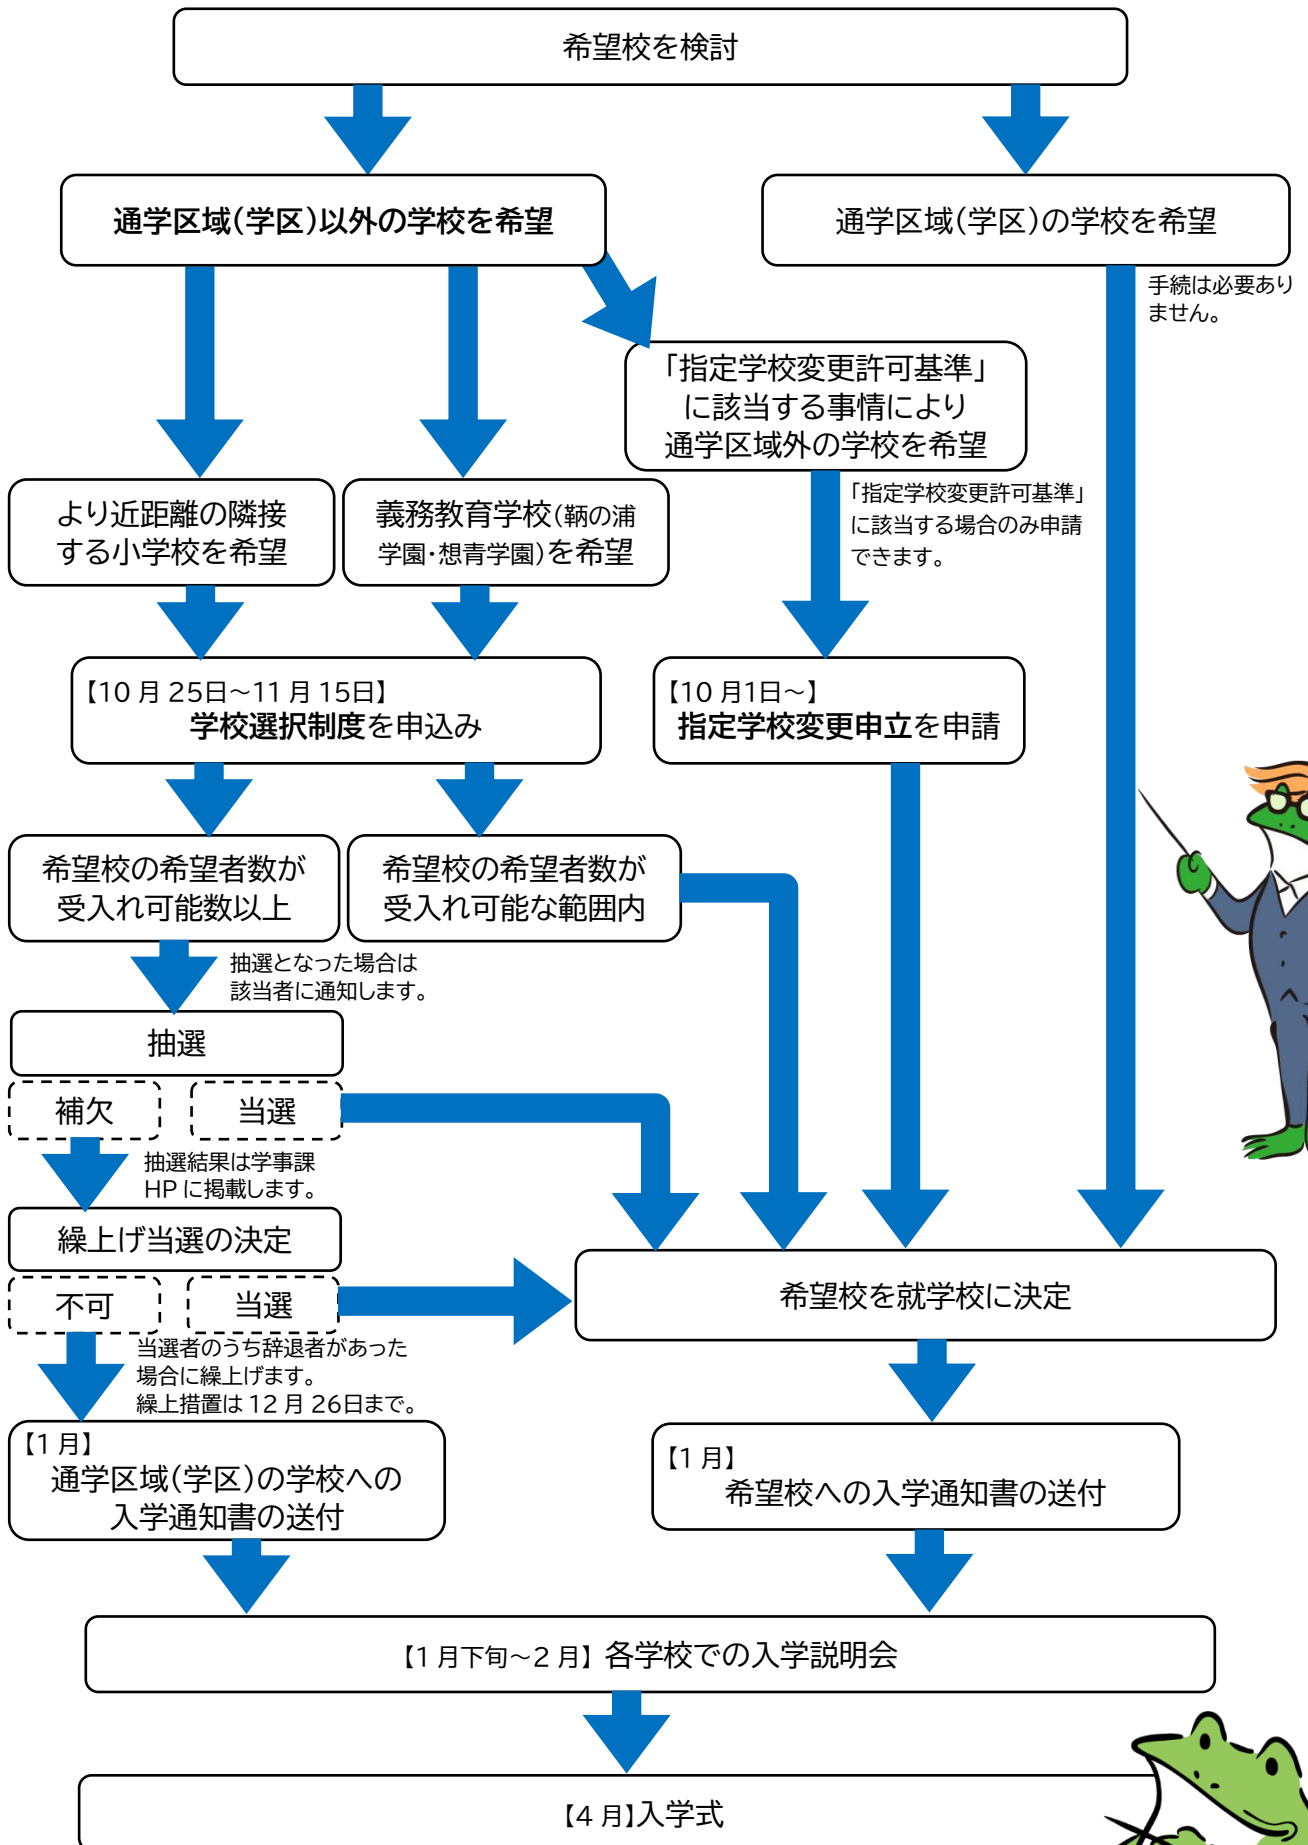 希望校を検討
通学区域(学区)以外の学校を希望
通学区域(学区)の学校を希望
手続は必要あり
ません。
「指定学校変更許可基準」
に該当する事情により
通学区域外の学校を希望
より近距離の隣接
する小学校を希望
義務教育学校(鞆の浦
学園・想青学園)を希望
「指定学校変更許可基準」
に該当する場合のみ申請
できます。
【10月25日~11月15日】
学校選択制度を申込み
【10月1日~】
指定学校変更申立を申請
希望校の希望者数が
受入れ可能数以上
希望校の希望者数が
受入れ可能な範囲内
抽選となった場合は
該当者に通知します。
抽選
補欠
当選
抽選結果は学事課
HPに掲載します。
繰上げ当選の決定
不可
当選
希望校を就学校に決定
当選者のうち辞退者があった
場合に繰上げます。
繰上措置は12月26日まで。
【1月】
通学区域(学区)の学校への
入学通知書の送付
【1月】
希望校への入学通知書の送付
【1月下旬~2月】各学校での入学説明会
【4月】入学式